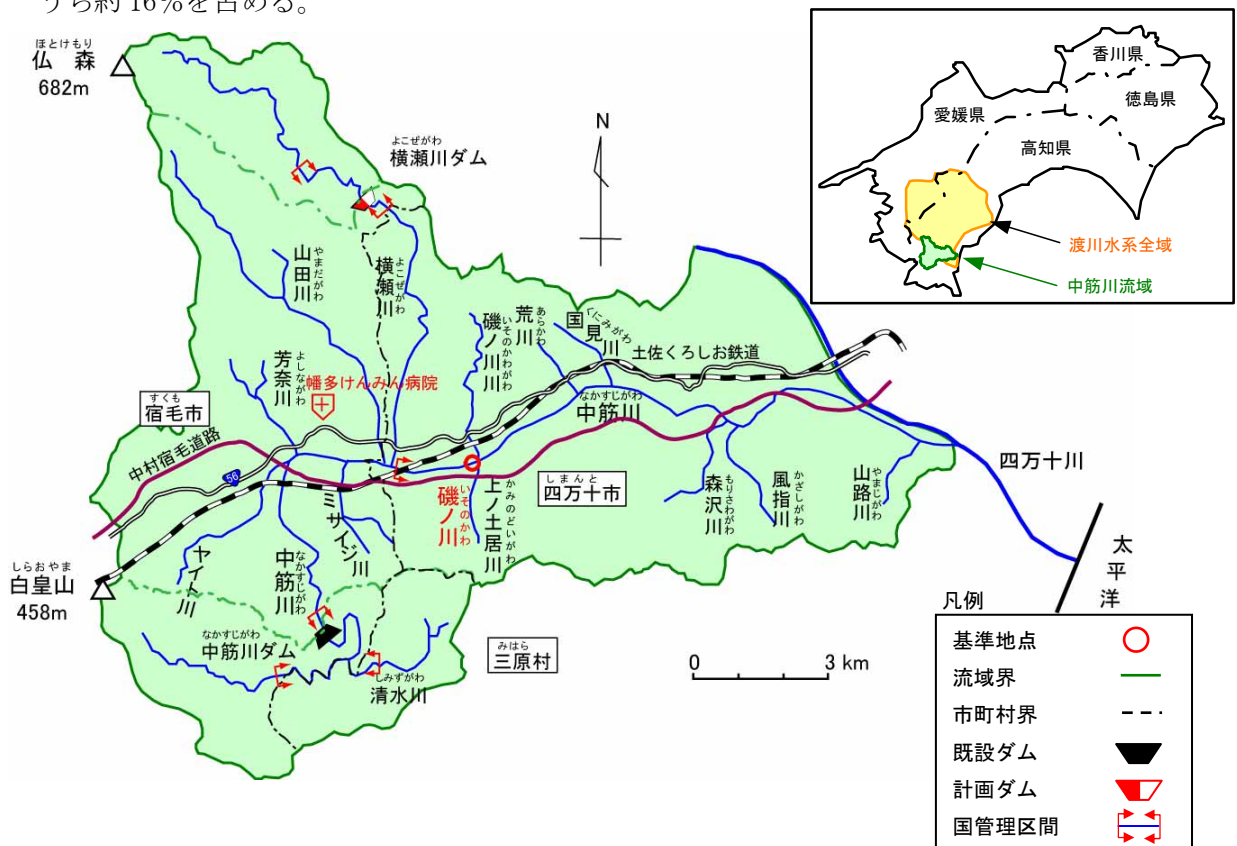 うち約 16％を占める。
ほとけもり
仏 森
682m
よこぜがわ
横瀬川ダム
N
香川県
徳島県
愛媛県
高知県
渡川水系全域
中筋川流域
山田川
やまだがわ
横瀬川
よこぜがわ
芳奈川
よしながわ
幡多けんみん病院
磯ノ川川
いそのかわがわ
荒川
あらかわ
国見川
くにみがわ
土佐くろしお鉄道
なかすじがわ
中筋川
すくも
宿毛市
中村宿毛道路
56
しまんと
四万十市
磯ノ川
いそのかわ
上ノ土居川
かみのどいがわ
森沢川
もりさわがわ
風指川
かざしがわ
山路川
やまじがわ
四万十川
太平洋
ヤイト川
中筋川
なかすじがわ
ミサイジ川
しらおやま
白皇山
458m
なかすじがわ
中筋川ダム
しみずがわ
清水川
みはら
三原村
0 3 km
凡例
基準地点
流域界
市町村界
既設ダム
計画ダム
国管理区間